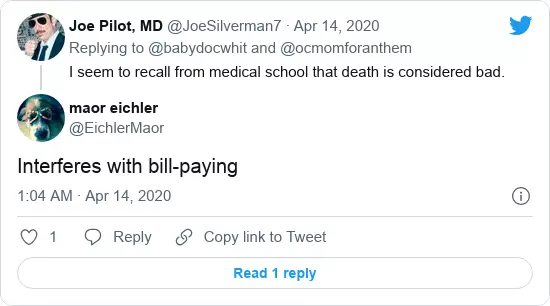 Joe Pilot, MD @JoeSilverman7 · Apr 14, 2020
Replying to @babydocwhit and @ocmomforanthem
I seem to recall from medical school that death is considered bad.
maor eichler
@EichlerMaor
Interferes with bill-paying
1:04 AM · Apr 14, 2020
1 Reply Copy link to Tweet
Read 1 reply